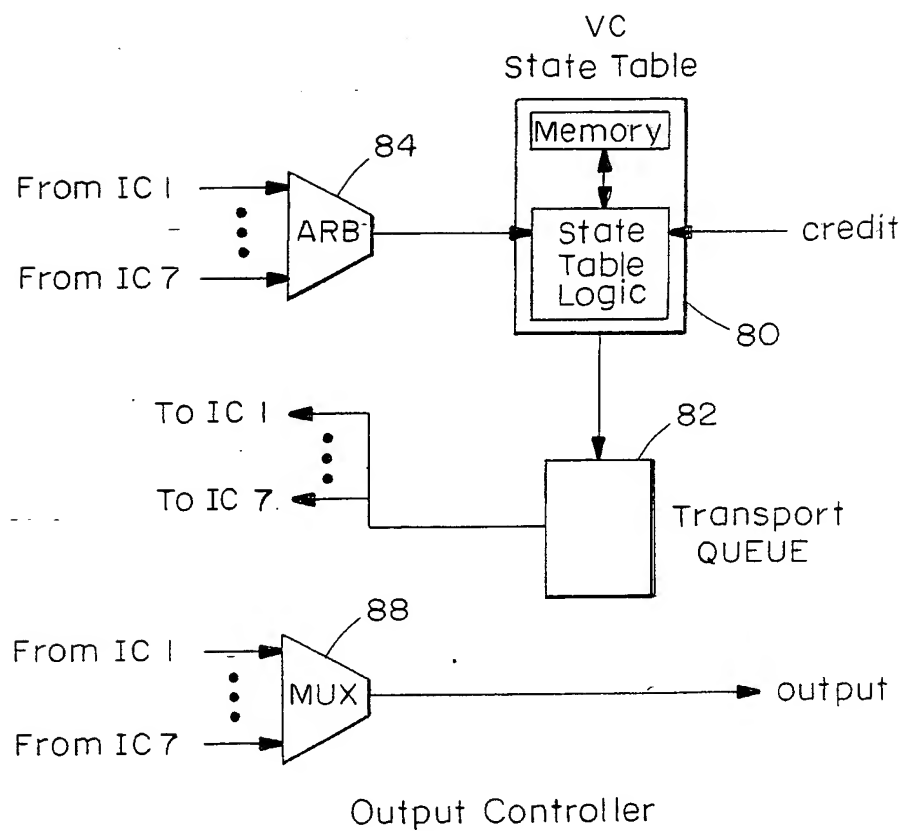 VC
State Table
Memory
84
From IC 1
ARB
State
Table
Logic
credit
From IC 7
80
To IC 1
82
To IC 7
Transport
QUEUE
88
From IC 1
MUX
output
From IC 7
Output Controller